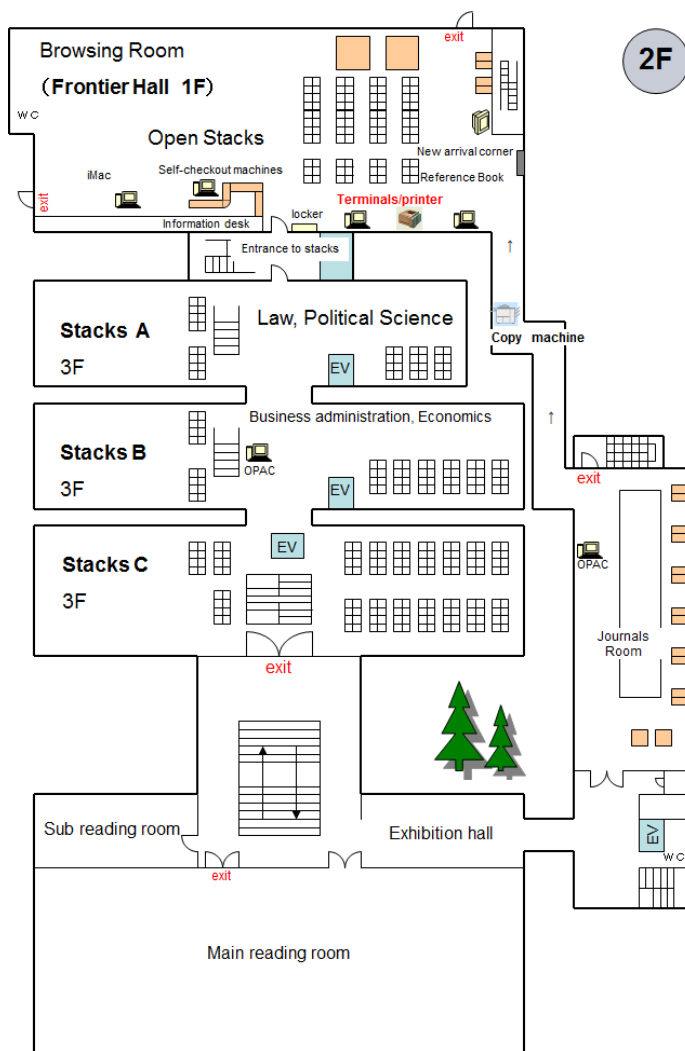 exit
Browsing Room
2F
（Frontier Hall 1F）
WC
Open Stacks
New arrival corner
iMac
Self-checkout machines
Reference Book
exit
Terminals/printer
locker
Information desk
Entrance to stacks
Stacks A
Law, Political Science
Copy machine
3F
EV
↑
↑
Business administration, Economics
Stacks B
OPAC
3F
EV
exit
EV
Stacks C
OPAC
3F
Journals
Room
exit
Sub reading room
Exhibition hall
EV
WC
exit
Main reading room